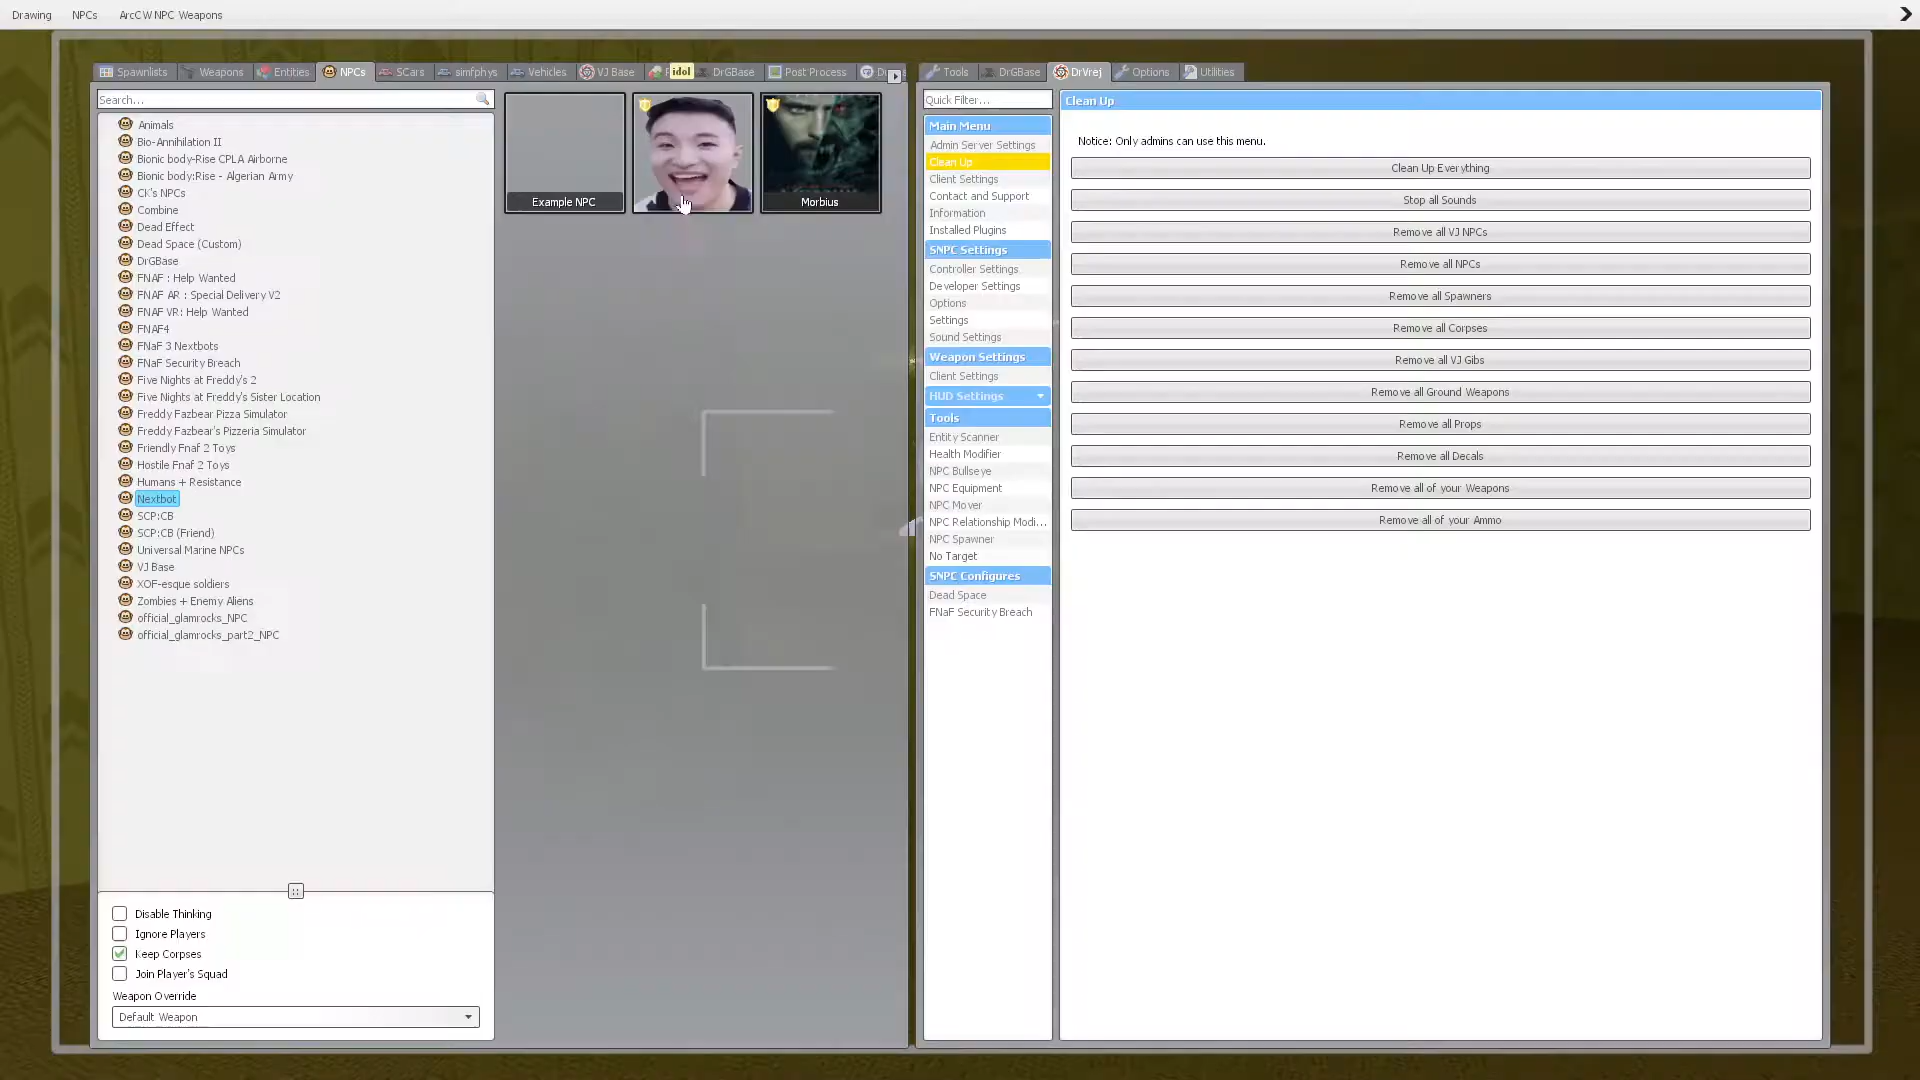 Drawing NPCs ArcCW NPC Weapons
Spawnlists Weapons Entities NPCs SCars simfphys Vehicles VJ Base idol DrGBase Post Process
Search...
Animals
Bio-Annihilation II
Bionic body-Rise CPLA Airborne
Bionic body:Rise - Algerian Army
CK's NPCs
Combine
Dead Effect
Dead Space (Custom)
DrGBase
FNAF : Help Wanted
FNAF AR : Special Delivery V2
FNAF VR: Help Wanted
FNAF4
FNaF 3 Nextbots
FNaF Security Breach
Five Nights at Freddy's 2
Five Nights at Freddy's Sister Location
Freddy Fazbear Pizza Simulator
Freddy Fazbear's Pizzeria Simulator
Friendly Fnaf 2 Toys
Hostile Fnaf 2 Toys
Humans + Resistance
Nextbot
SCP:CB
SCP:CB (Friend)
Universal Marine NPCs
VJ Base
XOF-esque soldiers
Zombies + Enemy Aliens
official_glamrocks_NPC
official_glamrocks_part2_NPC
Disable Thinking
Ignore Players
Keep Corpses
Join Player's Squad
Weapon Override
Default Weapon
Example NPC
Morbius
Tools DrGBase DrVrej Options Utilities
Quick Filter...
Main Menu
Admin Server Settings
Clean Up
Client Settings
Contact and Support
Information
Installed Plugins
SNPC Settings
Controller Settings
Developer Settings
Options
Settings
Sound Settings
Weapon Settings
Client Settings
HUD Settings
Tools
Entity Scanner
Health Modifier
NPC Bullseye
NPC Equipment
NPC Mover
NPC Relationship Modi...
NPC Spawner
No Target
SNPC Configures
Dead Space
FNaF Security Breach
Clean Up
Notice: Only admins can use this menu.
Clean Up Everything
Stop all Sounds
Remove all VJ NPCs
Remove all NPCs
Remove all Spawners
Remove all Corpses
Remove all VJ Gibs
Remove all Ground Weapons
Remove all Props
Remove all Decals
Remove all of your Weapons
Remove all of your Ammo